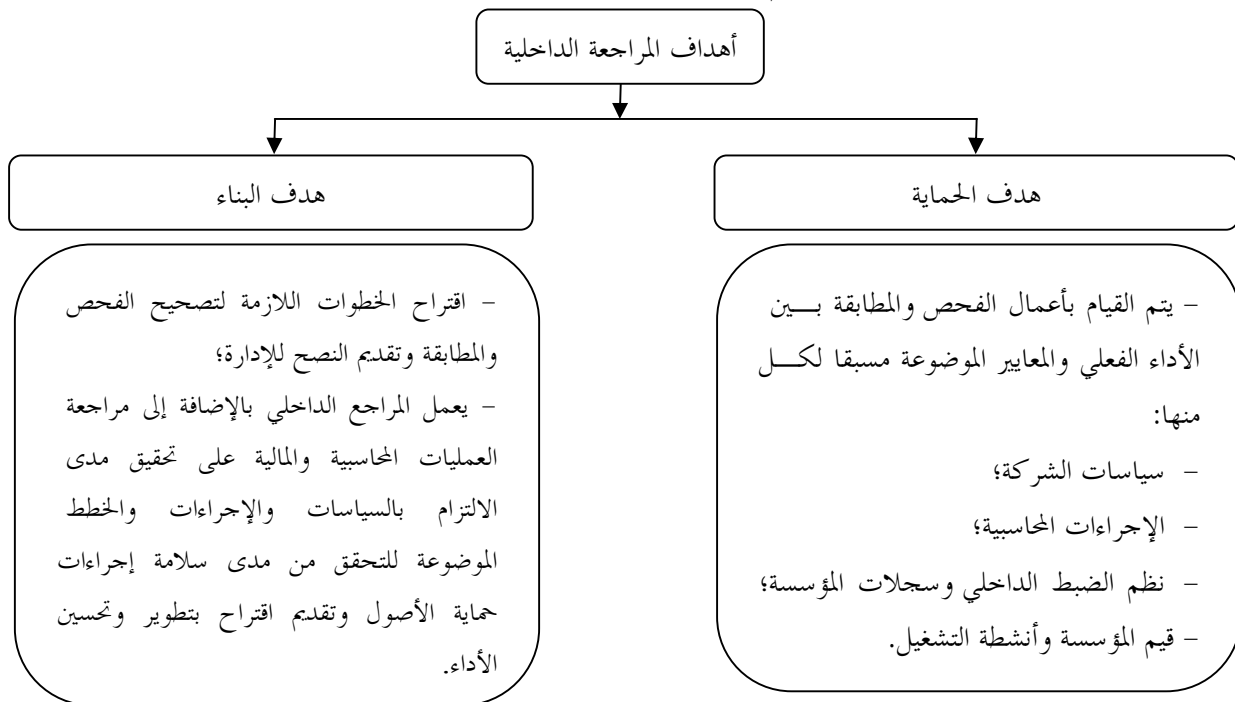 أهداف المراجعة الداخلية
هدف الحماية
هدف البناء
– يتم القيام بأعمال الفحص والمطابقة بـــين
الأداء الفعلي والمعايير الموضوعة مسبقا لكـــل
منها:
– سياسات الشركة؛
– الإجراءات المحاسبية؛
– نظم الضبط الداخلي وسجلات المؤسسة؛
– قيم المؤسسة وأنشطة التشغيل.
– اقتراح الخطوات اللازمة لتصحيح الفحص
والمطابقة وتقديم النصح للإدارة؛
– يعمل المراجع الداخلي بالإضافة إلى مراجعة
العمليات المحاسبية والمالية على تحقيق مدى
الالتزام بالسياسات والإجراءات والخطط
الموضوعة للتحقق من مدى سلامة إجراءات
حماية الأصول وتقديم اقتراح بتطوير وتحسين
الأداء.